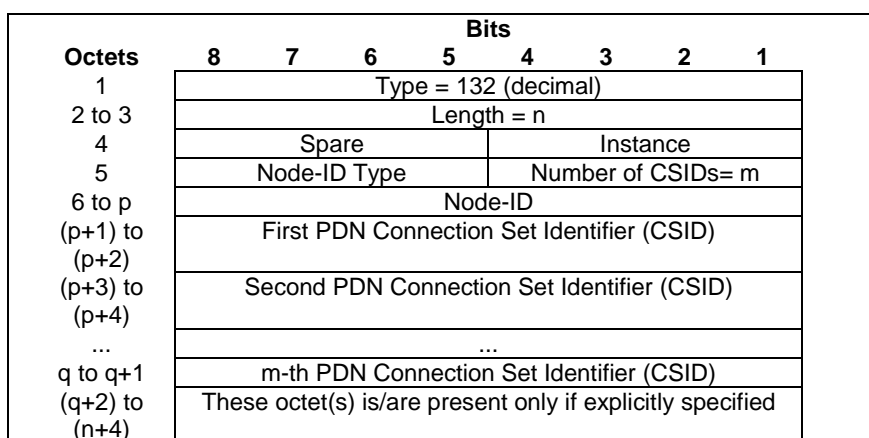 Bits
Octets 8 7 6 5 4 3 2 1
1 Type = 132 (decimal)
2 to 3 Length = n
4 Spare Instance
5 Node-ID Type Number of CSIDs= m
6 to p Node-ID
(p+1) to First PDN Connection Set Identifier (CSID)
(p+2)
(p+3) to Second PDN Connection Set Identifier (CSID)
(p+4)
... ...
q to q+1 m-th PDN Connection Set Identifier (CSID)
(q+2) to These octet(s) is/are present only if explicitly specified
(n+4)